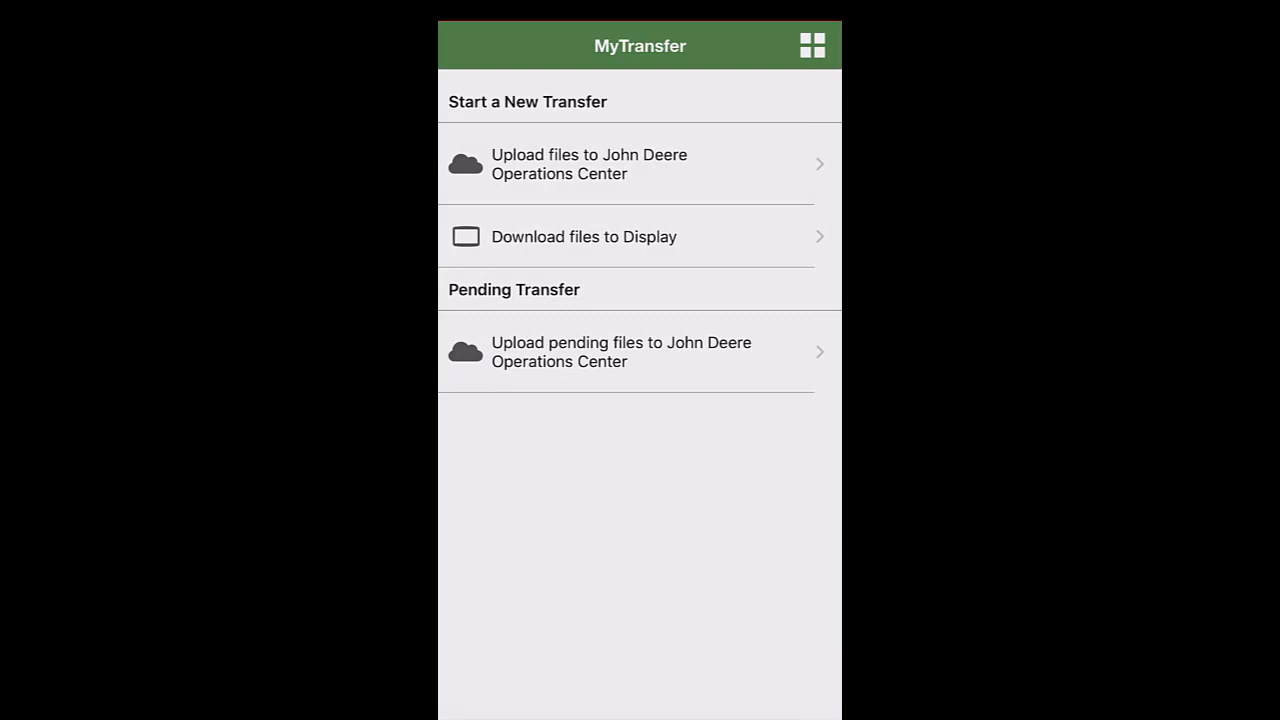 MyTransfer
Start a New Transfer
Upload files to John Deere
Operations Center
Download files to Display
Pending Transfer
Upload pending files to John Deere
Operations Center